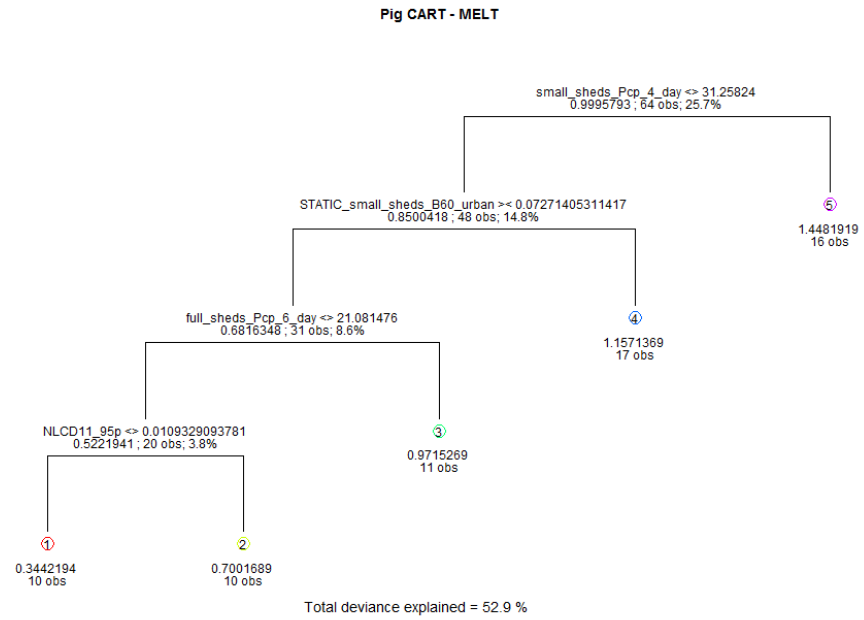 Pig CART - MELT
small_sheds_Pcp_4_day <> 31.25824
0.9995793 ; 64 obs; 25.7%
STATIC_small_sheds_B60_urban >< 0.07271405311417
0.8500418 ; 48 obs; 14.8%
5
1.4481919
16 obs
full_sheds_Pcp_6_day <> 21.081476
0.6816348 ; 31 obs; 8.6%
4
1.1571369
17 obs
NLCD11_95p <> 0.0109329093781
0.5221941 ; 20 obs; 3.8%
3
0.9715269
11 obs
1
0.3442194
10 obs
2
0.7001689
10 obs
Total deviance explained = 52.9 %